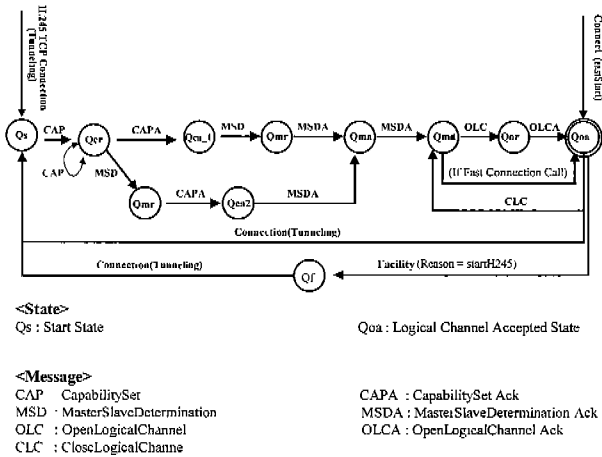 H.245 TCP Connection
(Tunneling)
Connect (fastStart)
Qs
CAP
Qcr
CAPA
Qca_1
MSD
Qmr
MSDA
Qma
MSDA
Qmd
OLC
Qor
OLCA
Qoa
CAP
MSD
Qmr
CAPA
Qca2
MSDA
(If Fast Connection Call)
CLC
Connection(Tunneling)
Connection(Tunneling)
Qf
Facility (Reason = startH245)
<State>
Qs : Start State
Qoa : Logical Channel Accepted State
<Message>
CAP CapabilitySet
CAPA : CapabilitySet Ack
MSD : MasterSlaveDetermination
MSDA : MasterSlaveDetermination Ack
OLC : OpenLogicalChannel
OLCA : OpenLogicalChannel Ack
CLC : CloseLogicalChanne